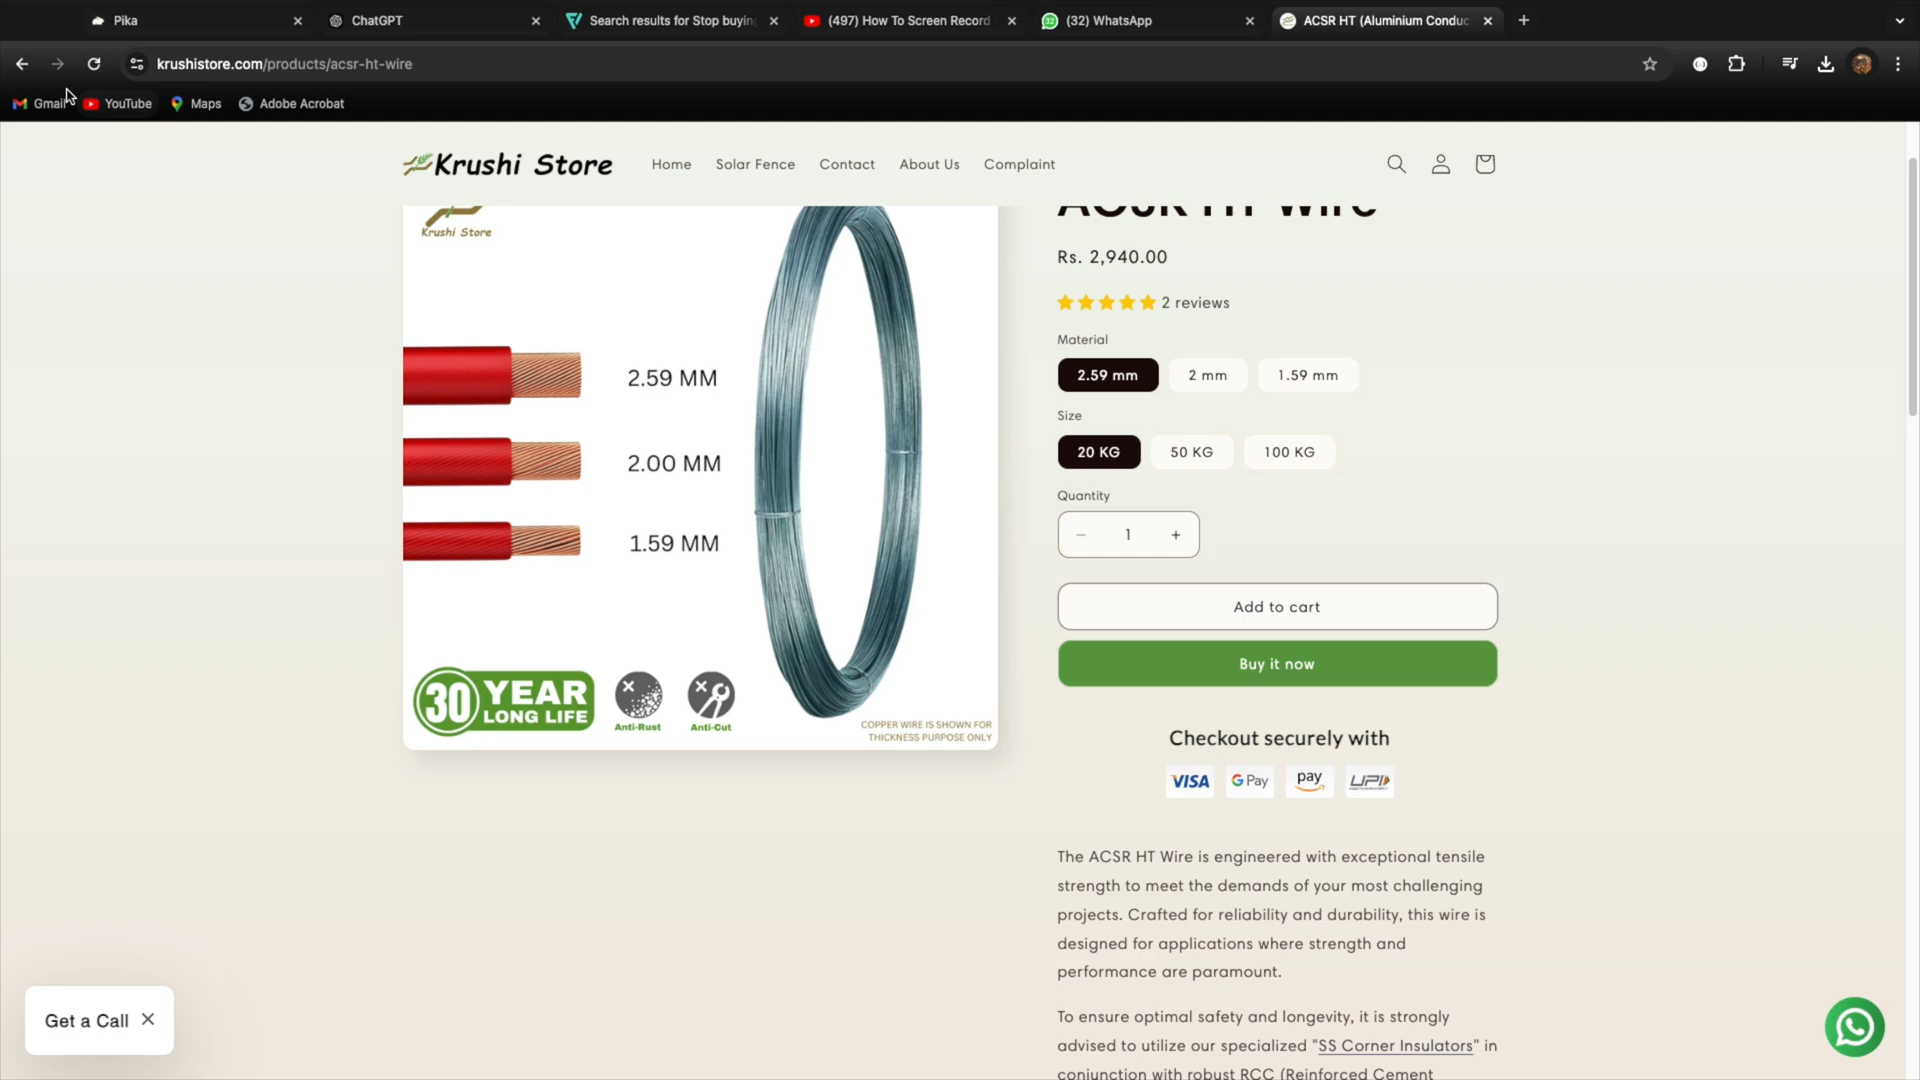 Pika
ChatGPT
Search results for Stop buyin
(497) How To Screen Record
(32) WhatsApp
ACSR HT (Aluminium Conduc
krushistore.com/products/acsr-ht-wire
Gmail
YouTube
Maps
Adobe Acrobat
Krushi Store
Home
Solar Fence
Contact
About Us
Complaint
Krushi Store
2.59 MM
2.00 MM
1.59 MM
30 YEAR
LONG LIFE
Anti-Rust
Anti-Cut
COPPER WIRE IS SHOWN FOR
THICKNESS PURPOSE ONLY
ACSR HT Wire
Rs. 2,940.00
2 reviews
Material
2.59 mm
2 mm
1.59 mm
Size
20 KG
50 KG
100 KG
Quantity
1
Add to cart
Buy it now
Checkout securely with
VISA
G Pay
pay
UPI
The ACSR HT Wire is engineered with exceptional tensile
strength to meet the demands of your most challenging
projects. Crafted for reliability and durability, this wire is
designed for applications where strength and
performance are paramount.
To ensure optimal safety and longevity, it is strongly
advised to utilize our specialized "SS Corner Insulators" in
conjunction with robust RCC (Reinforced Cement
Get a Call